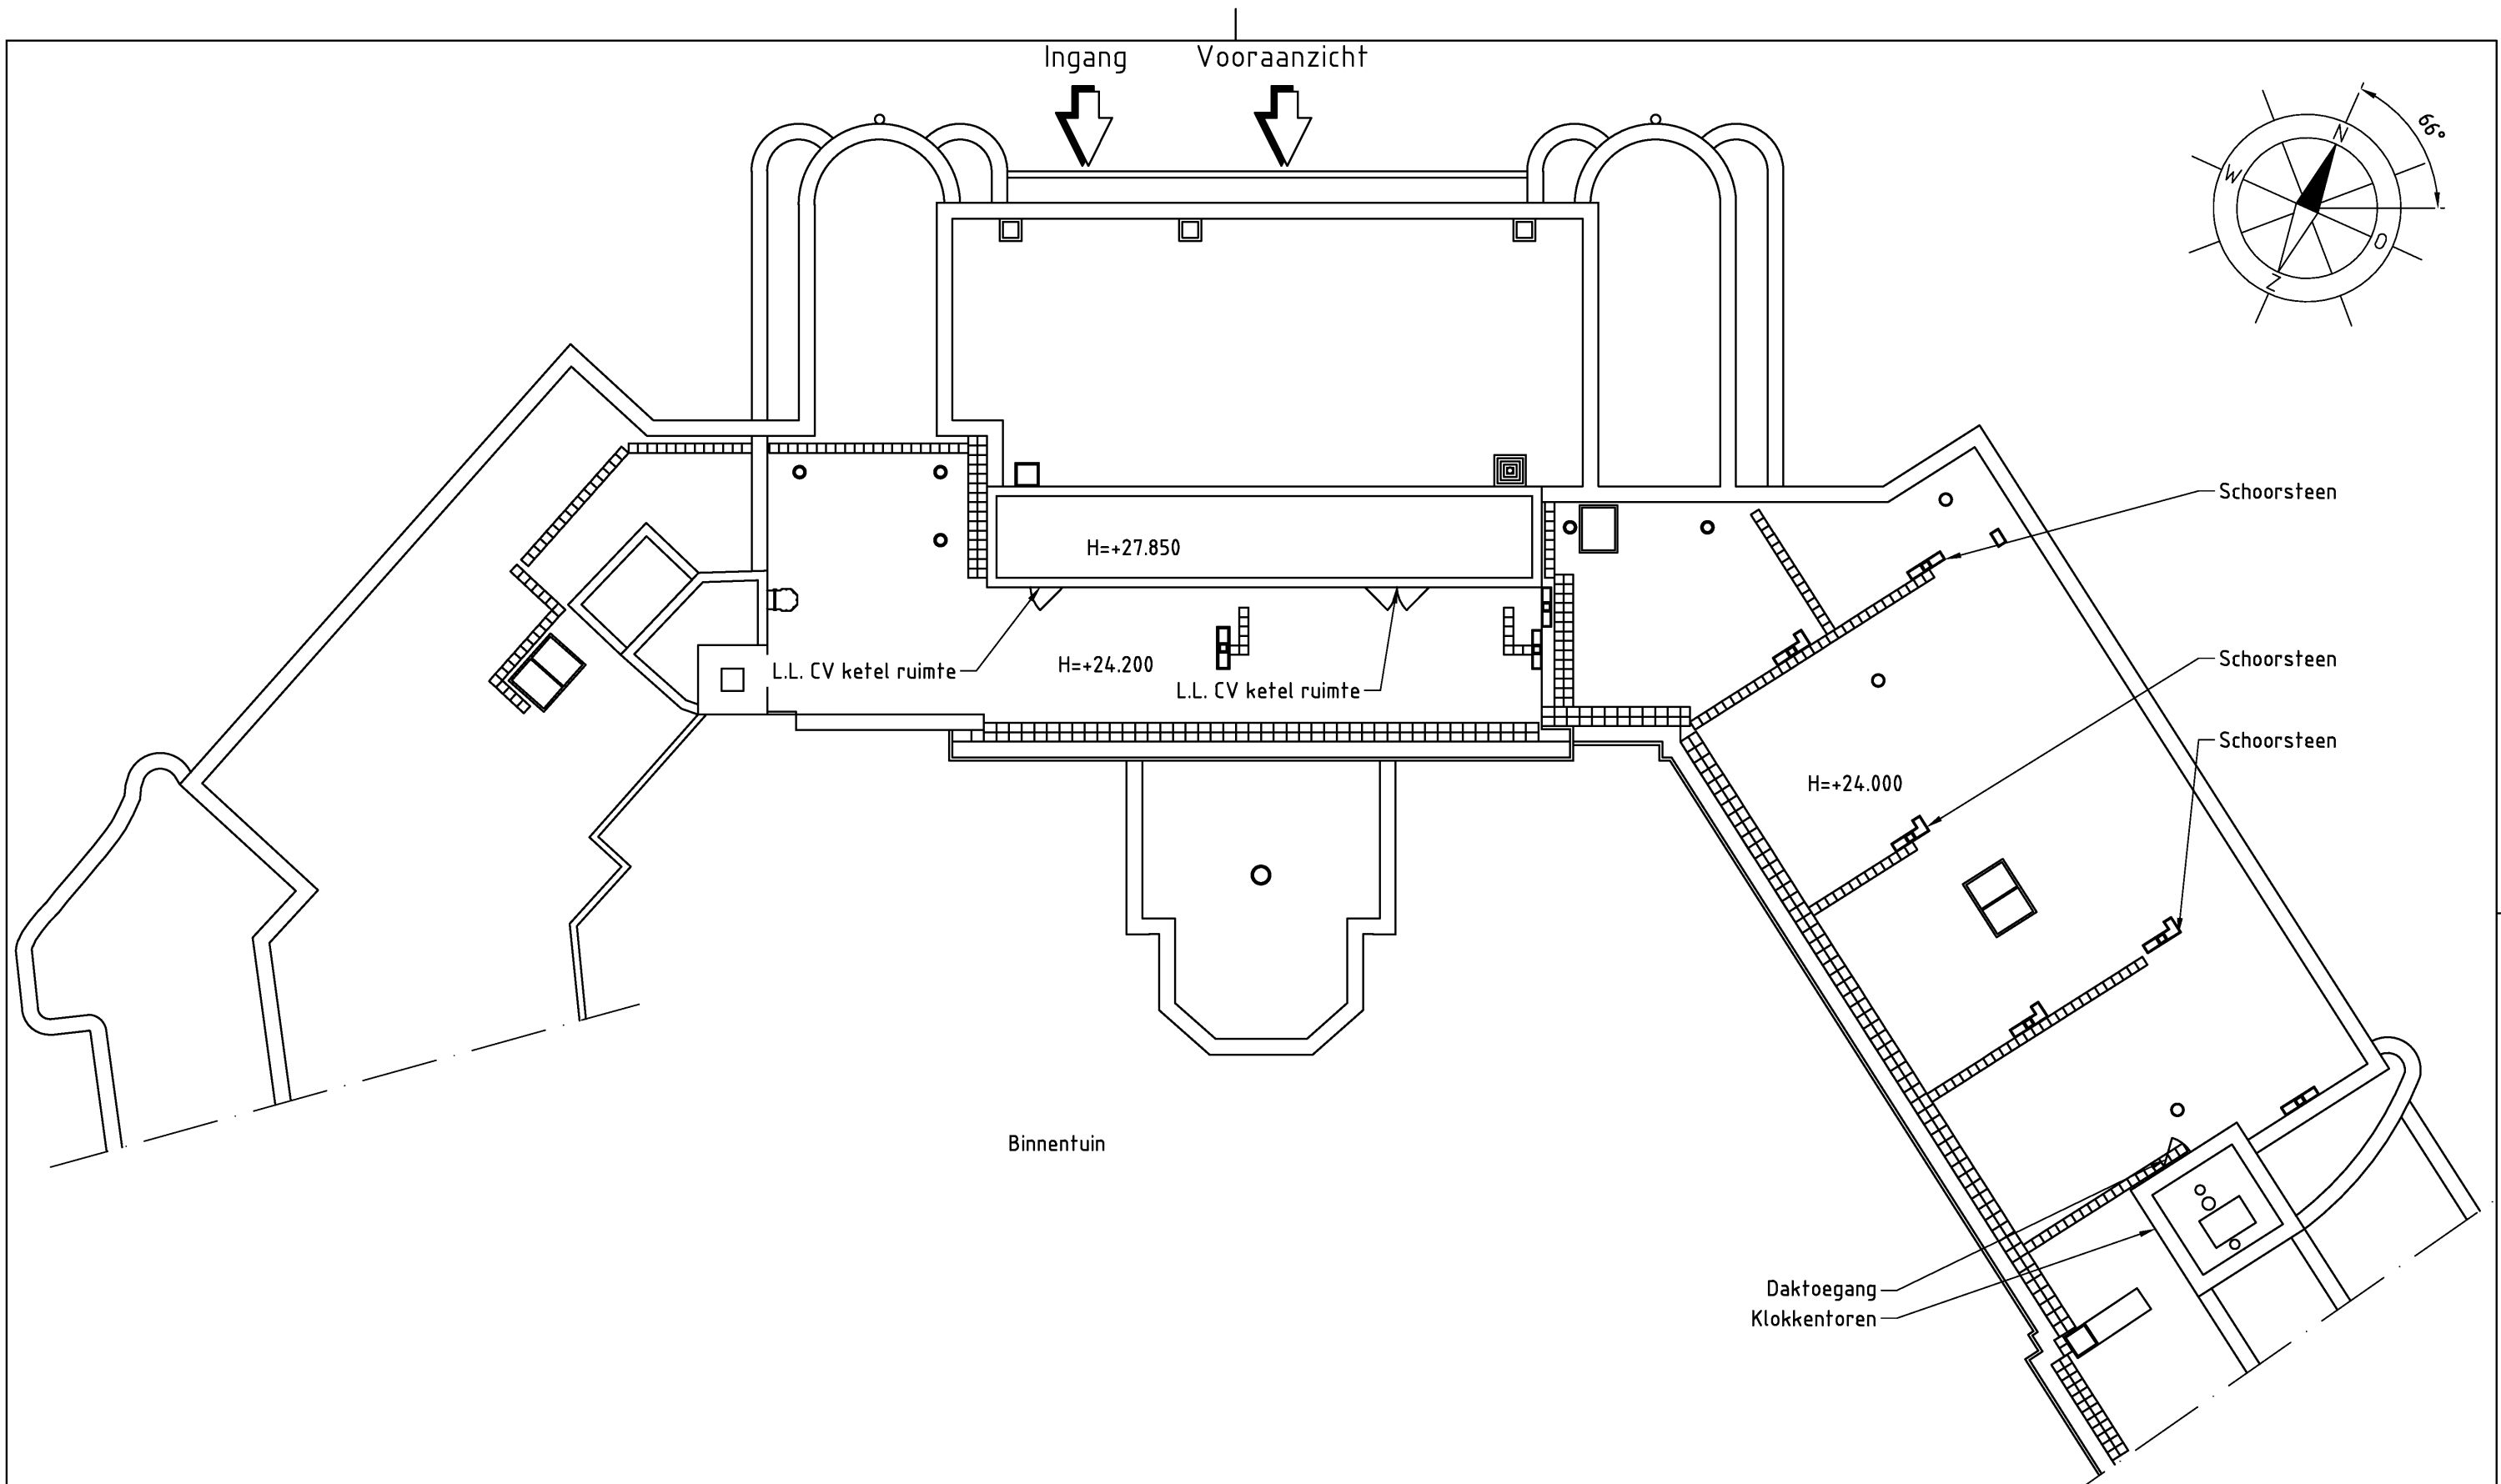 Ingang
Vooraanzicht
N
66°
W
O
Z
Schoorsteen
H=+27.850
Schoorsteen
H=+24.200
L.L. CV ketel ruimte
L.L. CV ketel ruimte
Schoorsteen
H=+24.000
Binnentuin
Daktoegang
Klokkentoren